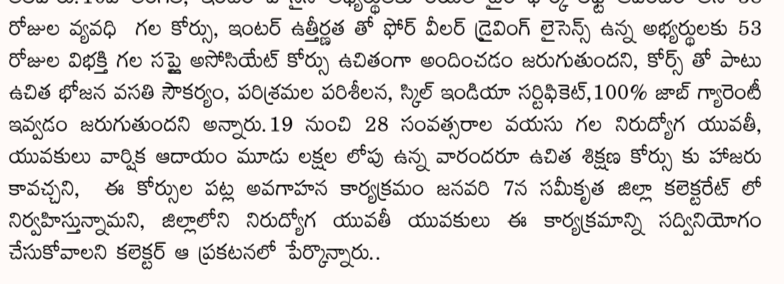 రోజుల వ్యవధి గల కోర్సు, ఇంటర్ ఉత్తీర్ణత తో ఫోర్ వీలర్ డ్రైవింగ్ లైసెన్స్ ఉన్న అభ్యర్థులకు 53
రోజుల విభక్తి గల సప్లై అసోసియేట్ కోర్సు ఉచితంగా అందించడం జరుగుతుందని, కోర్స్ తో పాటు
ఉచిత భోజన వసతి సౌకర్యం, పరిశ్రమల పరిశీలన, స్కిల్ ఇండియా సర్టిఫికెట్,100% జాబ్ గ్యారెంటీ
ఇవ్వడం జరుగుతుందని అన్నారు.19 నుంచి 28 సంవత్సరాల వయసు గల నిరుద్యోగ యువతీ,
యువకులు వార్షిక ఆదాయం మూడు లక్షల లోపు ఉన్న వారందరూ ఉచిత శిక్షణ కోర్సు కు హాజరు
కావచ్చని, ఈ కోర్సుల పట్ల అవగాహన కార్యక్రమం జనవరి 7న సమీకృత జిల్లా కలెక్టరేట్ లో
నిర్వహిస్తున్నామని, జిల్లాలోని నిరుద్యోగ యువతీ యువకులు ఈ కార్యక్రమాన్ని సద్వినియోగం
చేసుకోవాలని కలెక్టర్ ఆ ప్రకటనలో పేర్కొన్నారు..